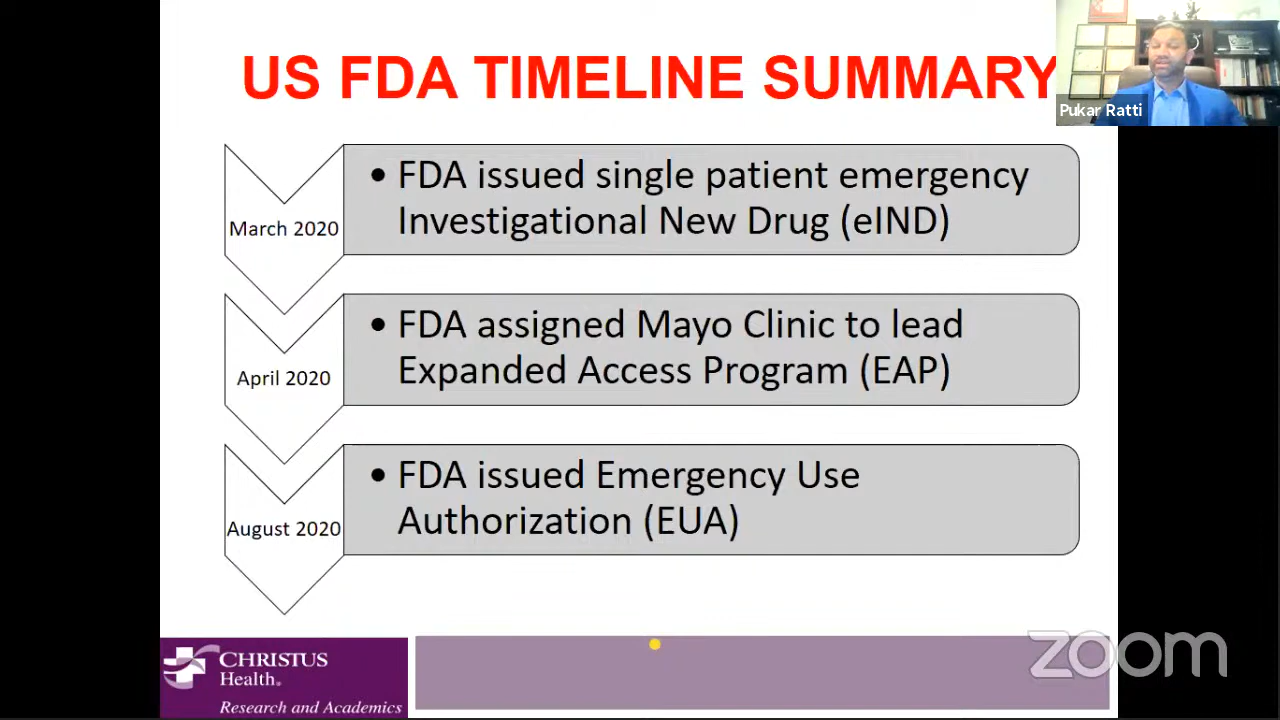 US FDA TIMELINE SUMMARY
Pukar Ratti
March 2020
• FDA issued single patient emergency
Investigational New Drug (eIND)
April 2020
• FDA assigned Mayo Clinic to lead
Expanded Access Program (EAP)
August 2020
• FDA issued Emergency Use
Authorization (EUA)
CHRISTUS
Health.
Research and Academics
zoom